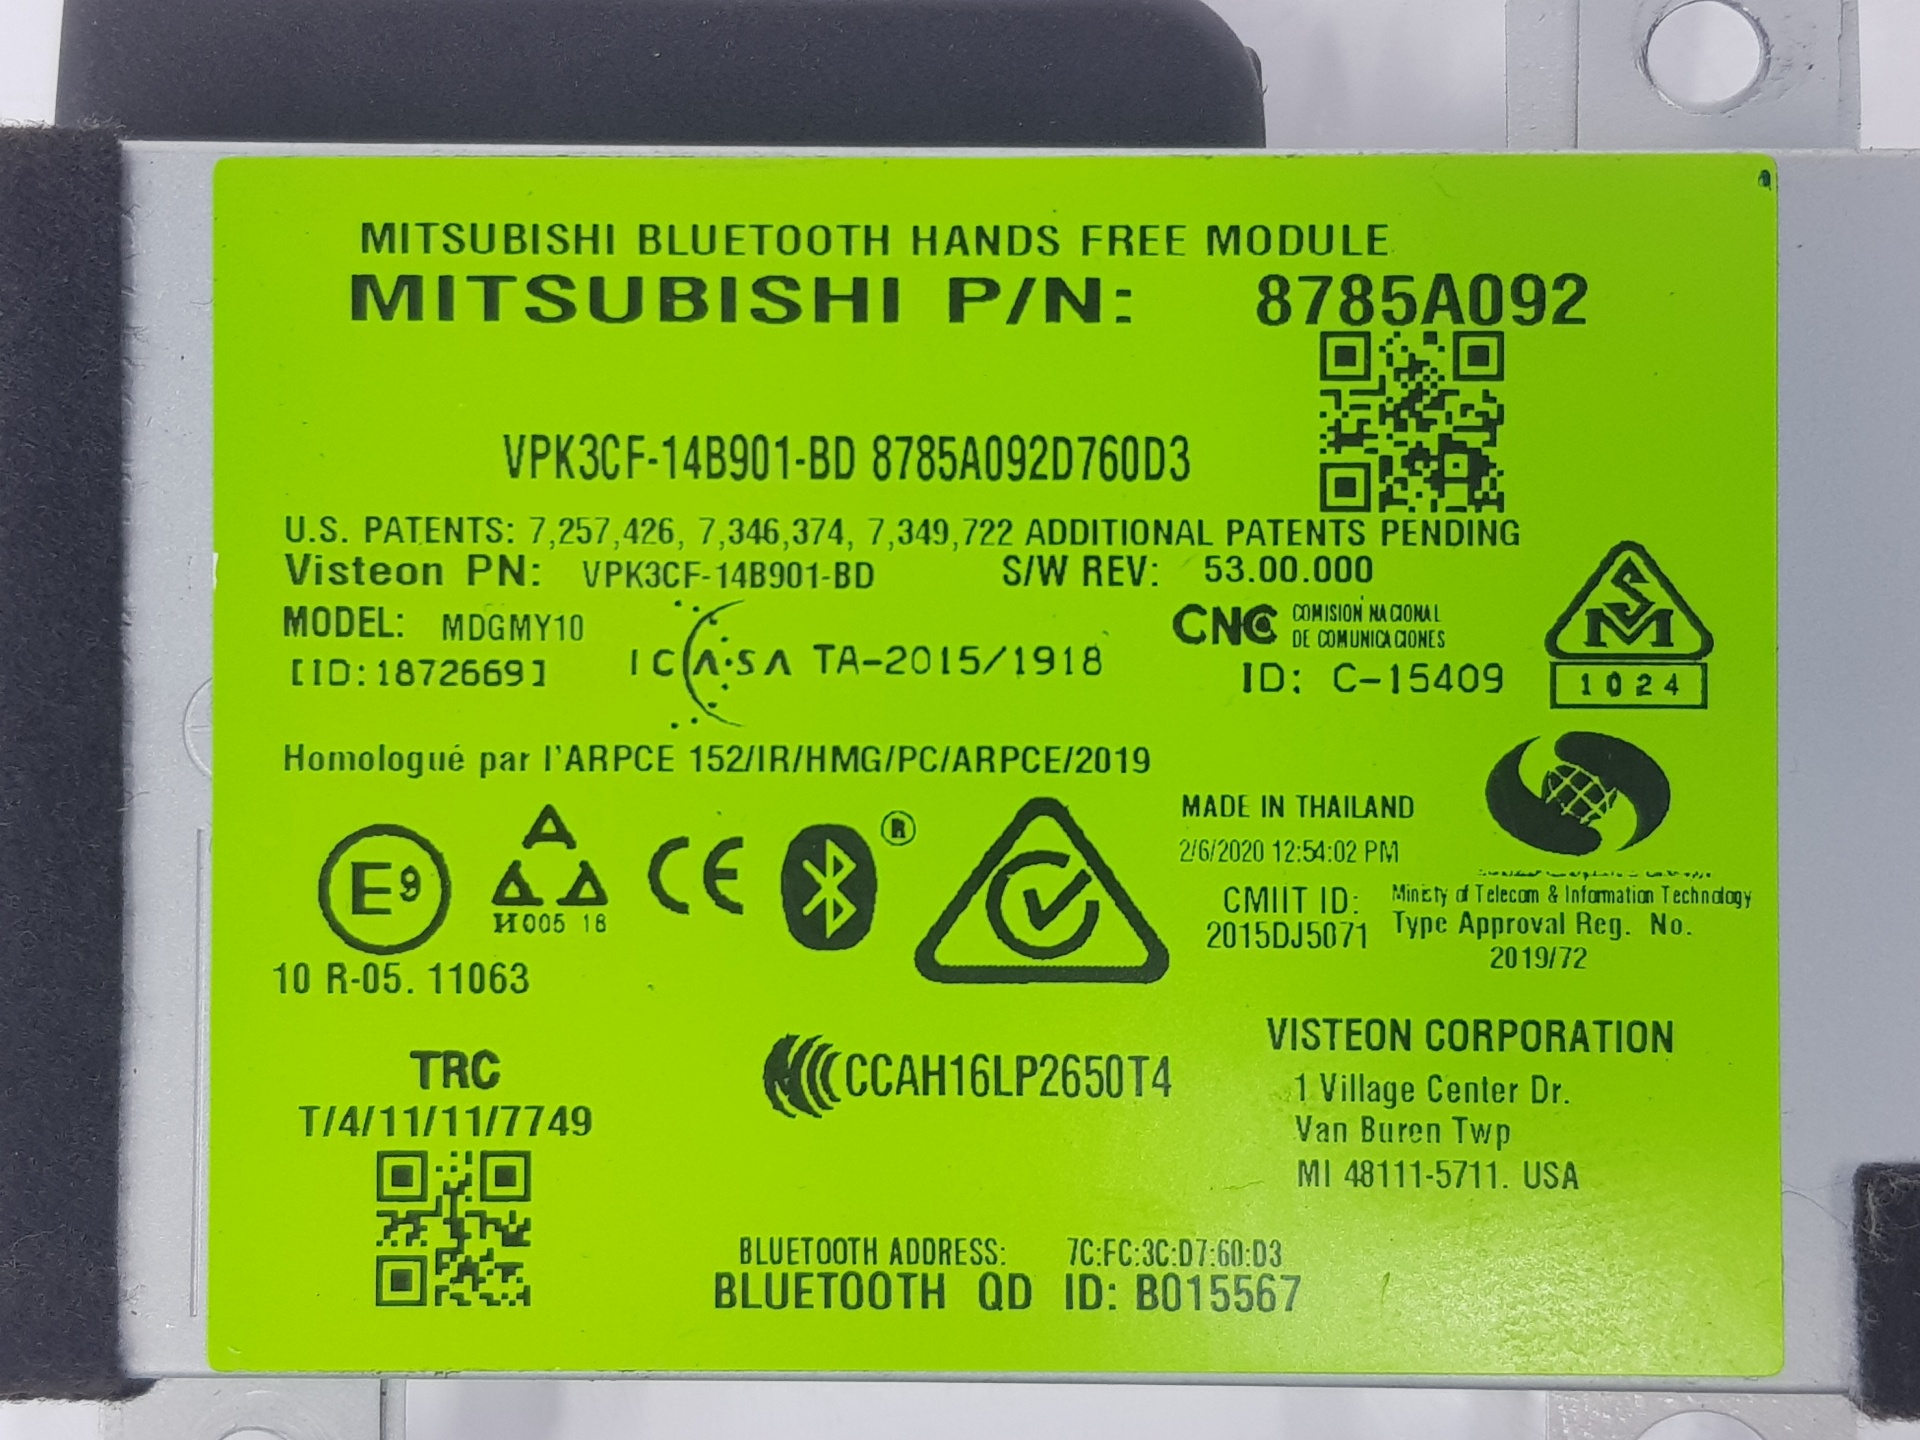 MITSUBISHI BLUETOOTH HANDS FREE MODULE
MITSUBISHI P/N: 8785A092
VPK3CF-14B901-BD 8785A092D760D3
U.S. PATENTS: 7,257,426, 7,346,374, 7,349,722 ADDITIONAL PATENTS PENDING
Visteon PN: VPK3CF-14B901-BD S/W REV: 53.00.000
MODEL: MDGMY10
[ID:1872669]
ICASA TA-2015/1918
CNC COMISION NACIONAL
DE COMUNICACIONES
ID: C-15409
SM
1024
Homologué par l'ARPCE 152/IR/HMG/PC/ARPCE/2019
E9
10 R-05. 11063
И005 18
CE
®
MADE IN THAILAND
2/6/2020 12:54:02 PM
CMIIT ID:
2015DJ5071
Ministy of Telecom & Information Technology
Type Approval Reg. No.
2019/72
TRC
T/4/11/11/7749
CCAH16LP2650T4
VISTEON CORPORATION
1 Village Center Dr.
Van Buren Twp
MI 48111-5711. USA
BLUETOOTH ADDRESS: 7C:FC:3C:D7:60:D3
BLUETOOTH QD ID: B015567